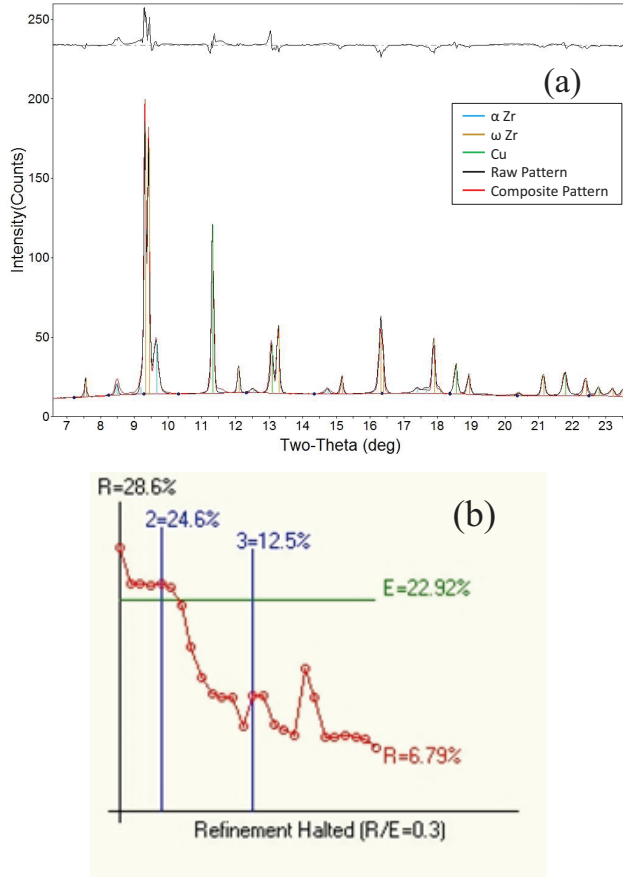 250
(a)
α Zr
ω Zr
Cu
Raw Pattern
Composite Pattern
200
150
250
50
0
Intensity(Counts)
7 8 9 10 11 12 13 14 15 16 17 18 19 20 21 22 23
Two-Theta (deg)
(b)
R=28.6%
2=24.6%
3=12.5%
E=22.92%
R=6.79%
Refinement Halted (R/E=0.3)